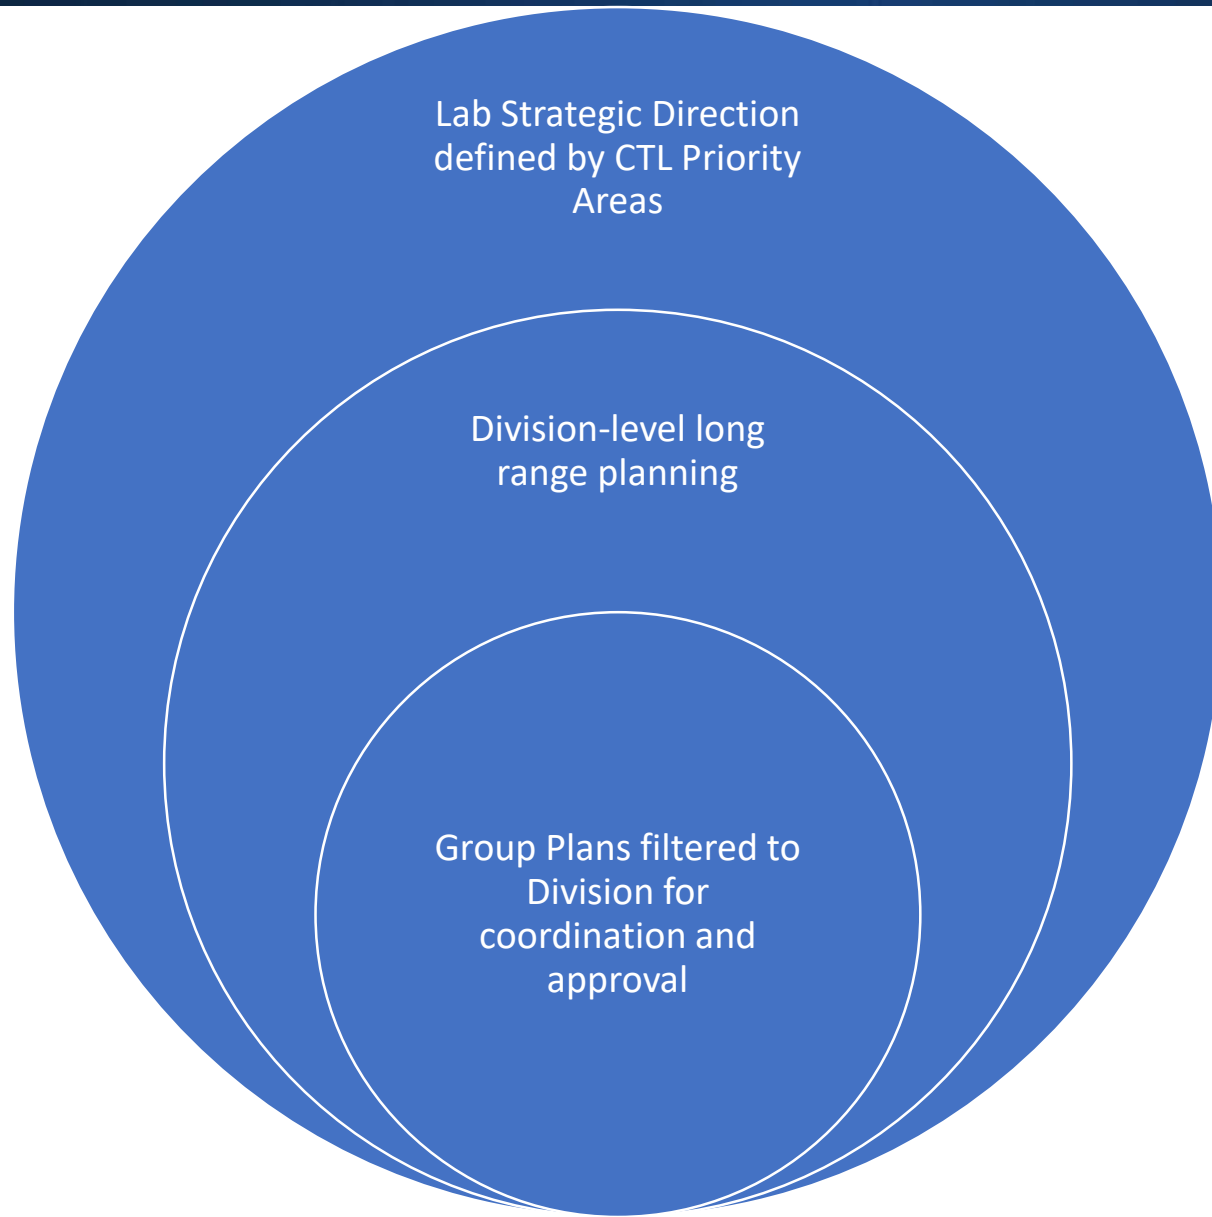 Lab Strategic Direction
defined by CTL Priority
Areas
Division-level long
range planning
Group Plans filtered to
Division for
coordination and
approval